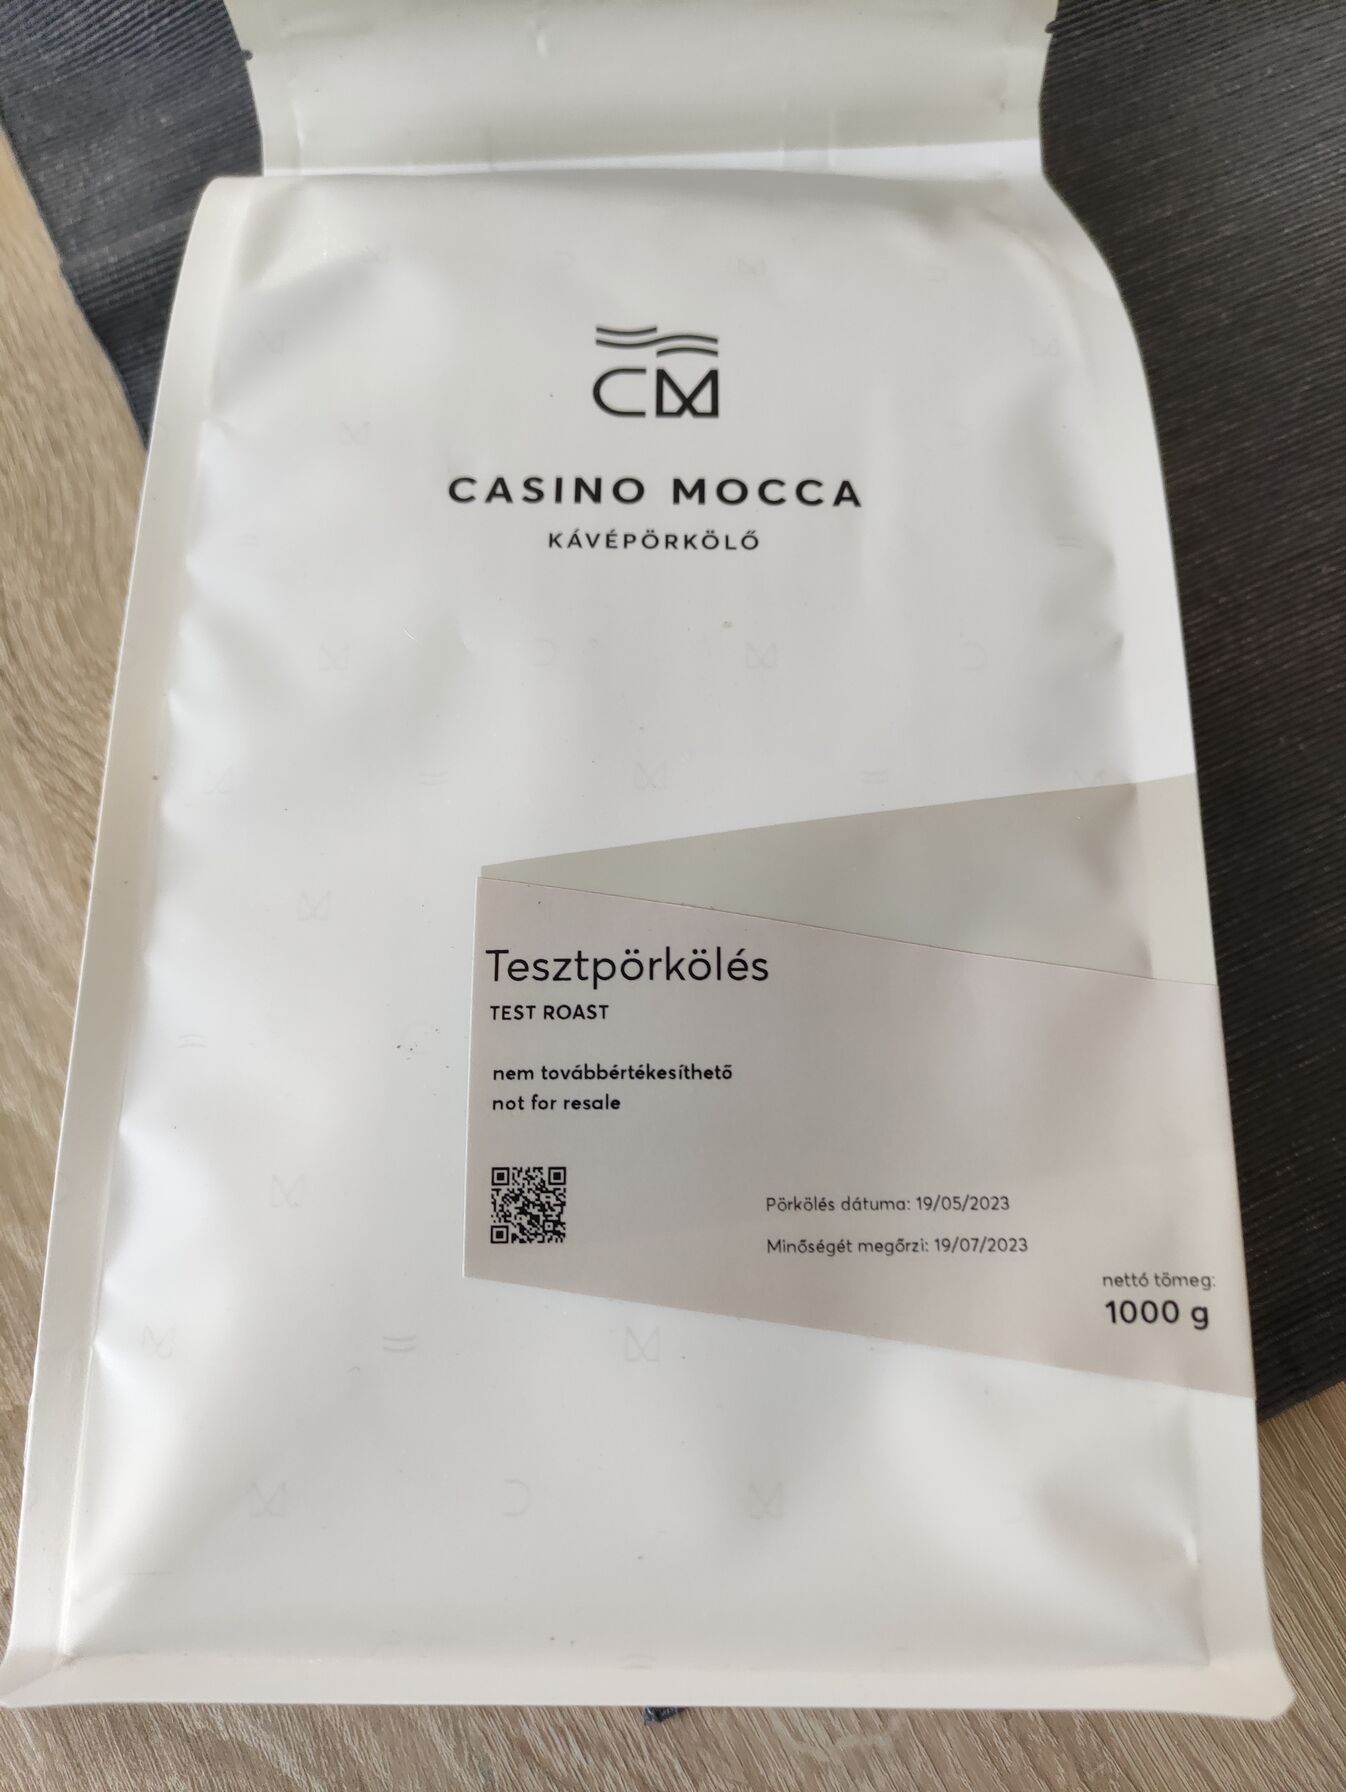 CM
CASINO MOCCA
KÁVÉPÖRKÖLŐ
Tesztpörkölés
TEST ROAST
nem továbbértékesíthető
not for resale
Pörkölés dátuma: 19/05/2023
Minőségét megőrzi: 19/07/2023
nettó tömeg:
1000 g